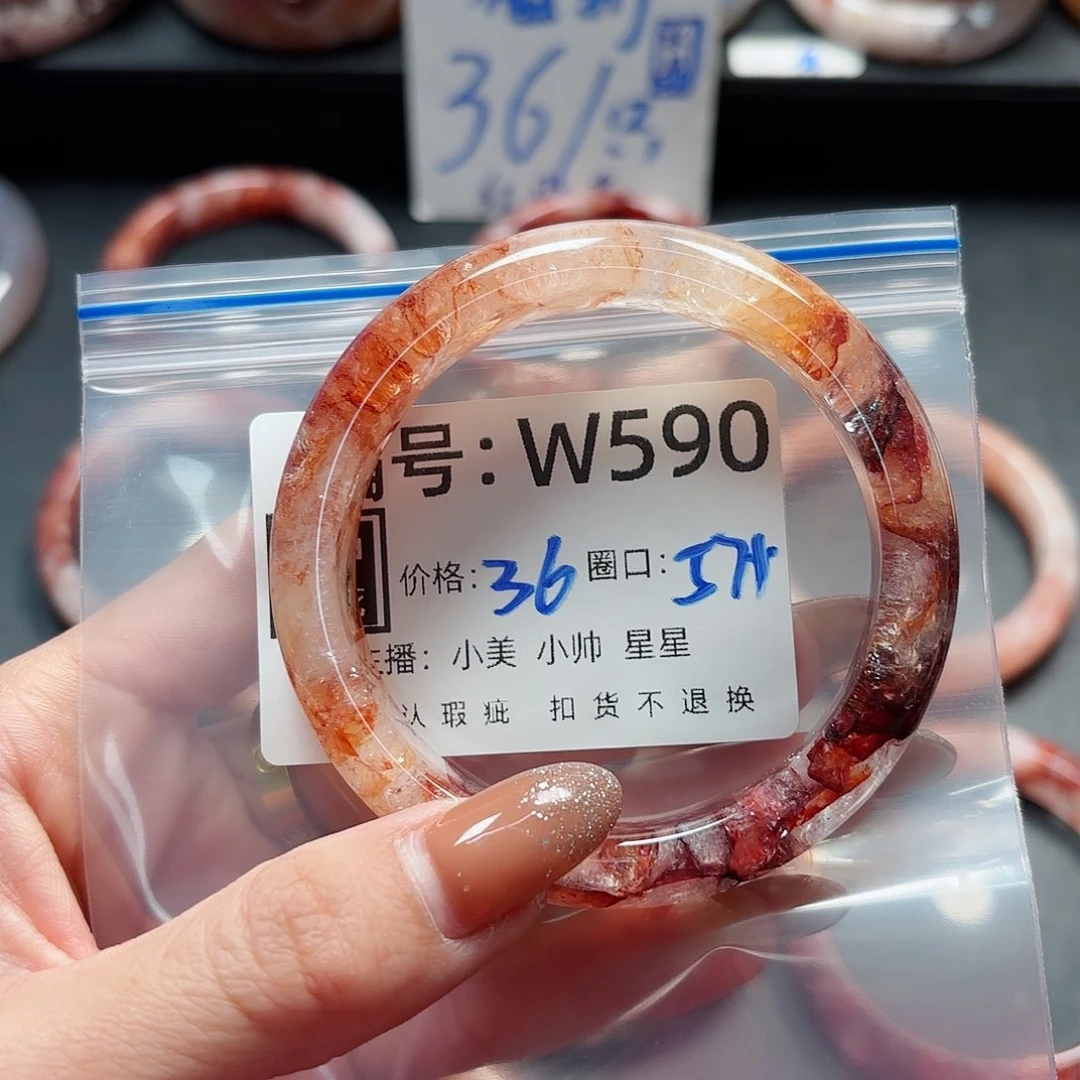 36/只
号:W590
价格:36 圈口:57
播: 小美 小帅 星星
认瑕疵 扣货不退换